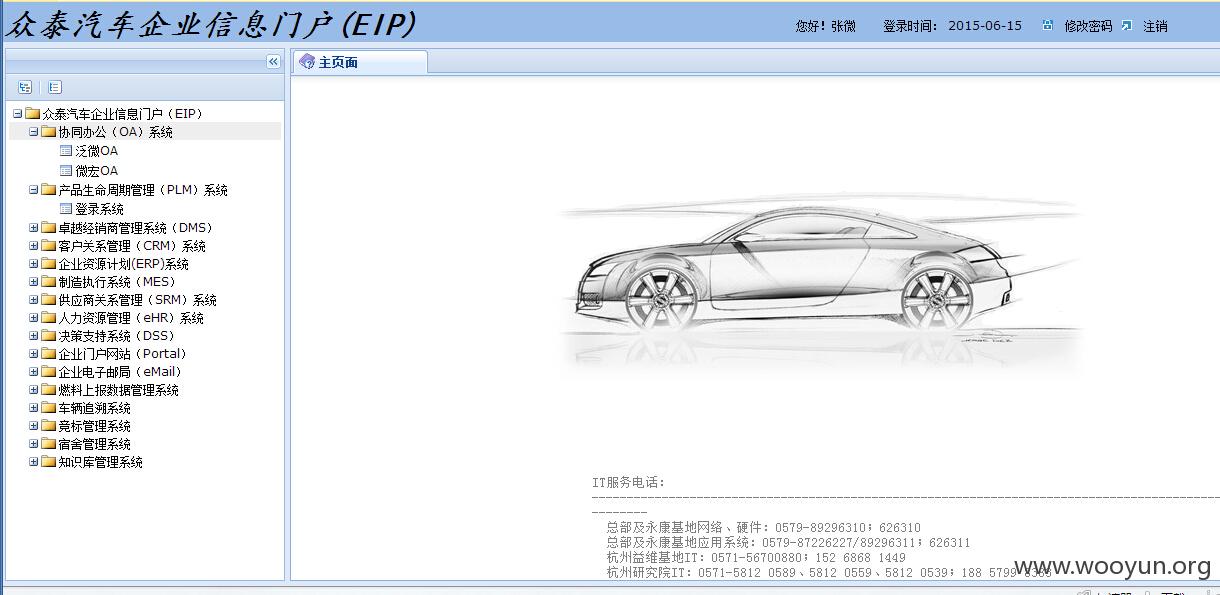 众泰汽车企业信息门户(EIP)
您好！张微 登录时间： 2015-06-15 修改密码 注销
主页面
众泰汽车企业信息门户（EIP）
协同办公（OA）系统
泛微OA
微宏OA
产品生命周期管理（PLM）系统
登录系统
卓越经销商管理系统（DMS）
客户关系管理（CRM）系统
企业资源计划(ERP)系统
制造执行系统（MES）
供应商关系管理（SRM）系统
人力资源管理（eHR）系统
决策支持系统（DSS）
企业门户网站（Portal）
企业电子邮局（eMail）
燃料上报数据管理系统
车辆追溯系统
竞标管理系统
宿舍管理系统
知识库管理系统
IT服务电话：
总部及永康基地网络、硬件：0579-89296310；626310
总部及永康基地应用系统：0579-87226227/89296311；626311
杭州益维基地IT：0571-56700880；152 6868 1449
杭州研究院IT：0571-5812 0589、5812 0559、5812 0539；188 5799 8383
www.wooyun.org